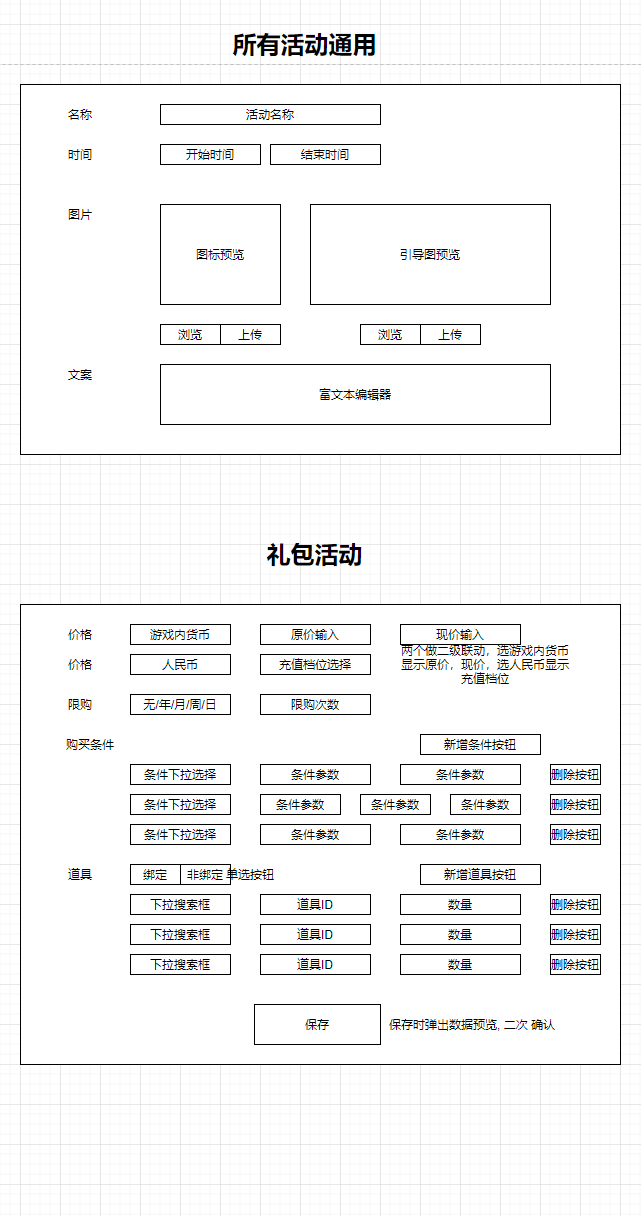 所有活动通用
名称
活动名称
时间
开始时间
结束时间
图片
图标预览
引导图预览
浏览
上传
浏览
上传
文案
富文本编辑器
礼包活动
价格
游戏内货币
原价输入
现价输入
价格
人民币
充值档位选择
两个做二级联动，选游戏内货币
显示原价，现价，选人民币显示
充值档位
限购
无/年/月/周/日
限购次数
购买条件
新增条件按钮
条件下拉选择
条件参数
条件参数
删除按钮
条件下拉选择
条件参数
条件参数
条件参数
删除按钮
条件下拉选择
条件参数
条件参数
删除按钮
道具
绑定
非绑定
单选按钮
新增道具按钮
下拉搜索框
道具ID
数量
删除按钮
下拉搜索框
道具ID
数量
删除按钮
下拉搜索框
道具ID
数量
删除按钮
保存
保存时弹出数据预览, 二次 确认